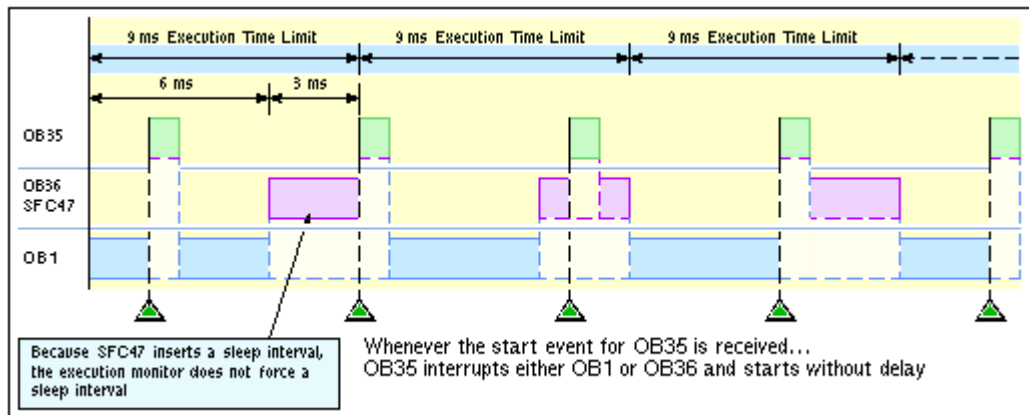 9 ms Execution Time Limit
9 ms Execution Time Limit
9 ms Execution Time Limit
6 ms
3 ms
OB35
OB36
SFC47
OB1
Because SFC47 inserts a sleep interval,
the execution monitor does not force a
sleep interval
Whenever the start event for OB35 is received...
OB35 interrupts either OB1 or OB36 and starts without delay